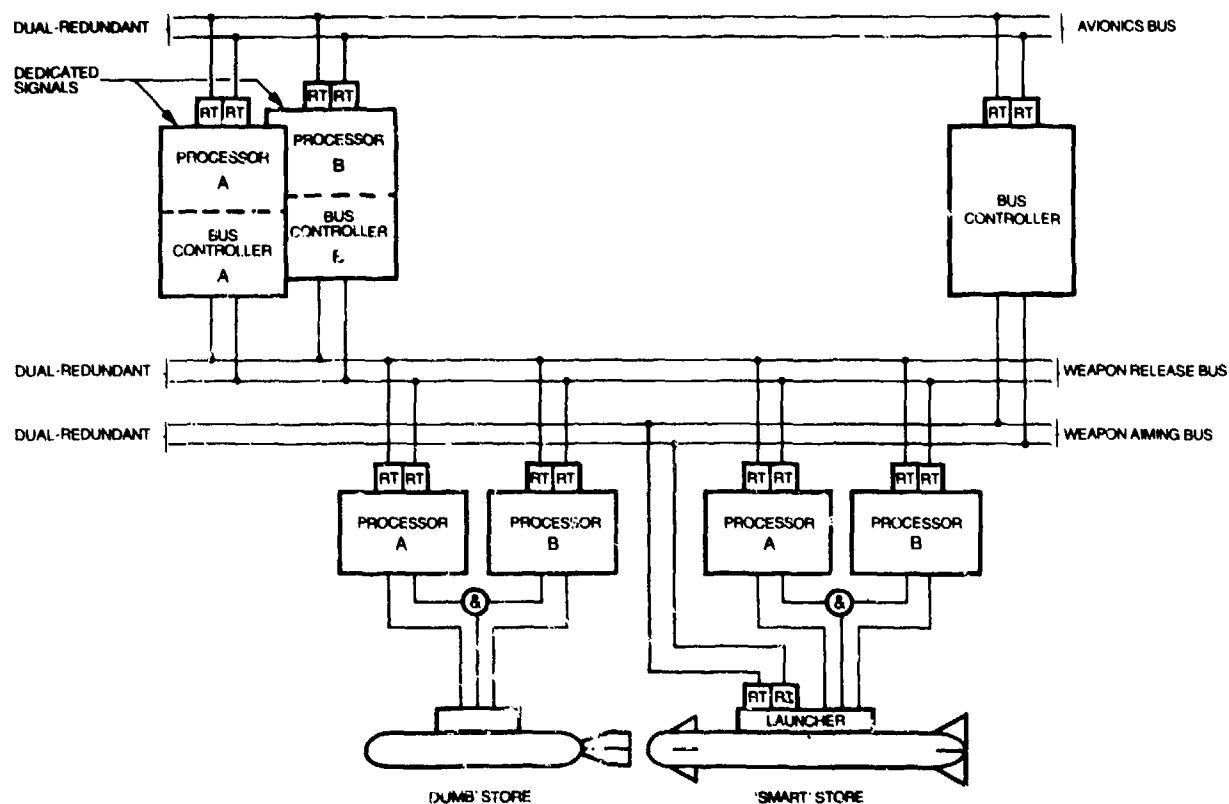 DUAL-REDUNDANT
AVIONICS BUS
DEDICATED
SIGNALS
RT RT
RT RT
RT RT
PROCESSOR
A
PROCESSOR
B
BUS
CONTROLLER
A
BUS
CONTROLLER
BUS
CONTROLLER
DUAL-REDUNDANT
WEAPON RELEASE BUS
DUAL-REDUNDANT
WEAPON AIMING BUS
RT RT
RT RT
RT RT
RT RT
PROCESSOR
A
PROCESSOR
B
PROCESSOR
A
PROCESSOR
B
&
&
RT RT
LAUNCHER
'DUMB' STORE
'SMART' STORE